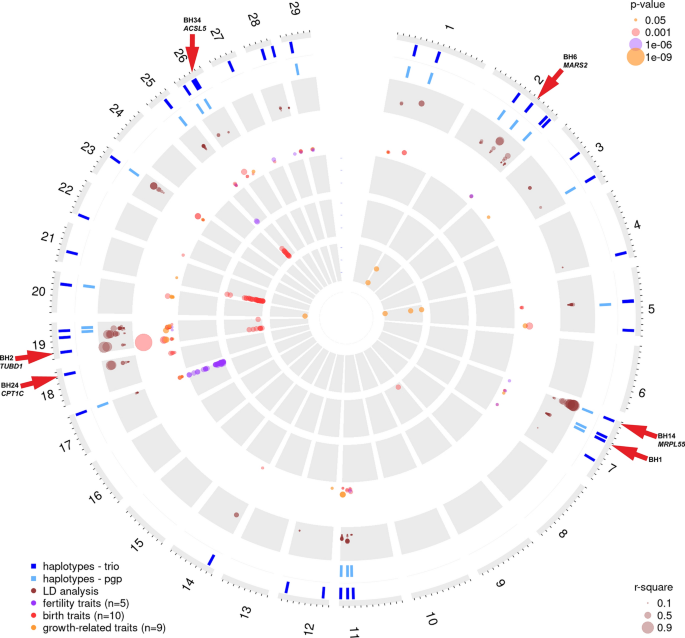 p-value
0.05
0.001
1e-06
1e-09
BH34
ACSL5
BH6
MARS2
1
2
3
4
5
6
7
8
9
10
11
12
13
14
15
16
17
18
19
20
21
22
23
24
25
26
27
28
29
BH2
TUBD1
BH24
CPT1C
BH14
MRPL55
BH1
haplotypes - trio
haplotypes - pgp
LD analysis
fertility traits (n=5)
birth traits (n=10)
growth-related traits (n=9)
r-square
0.1
0.5
0.9